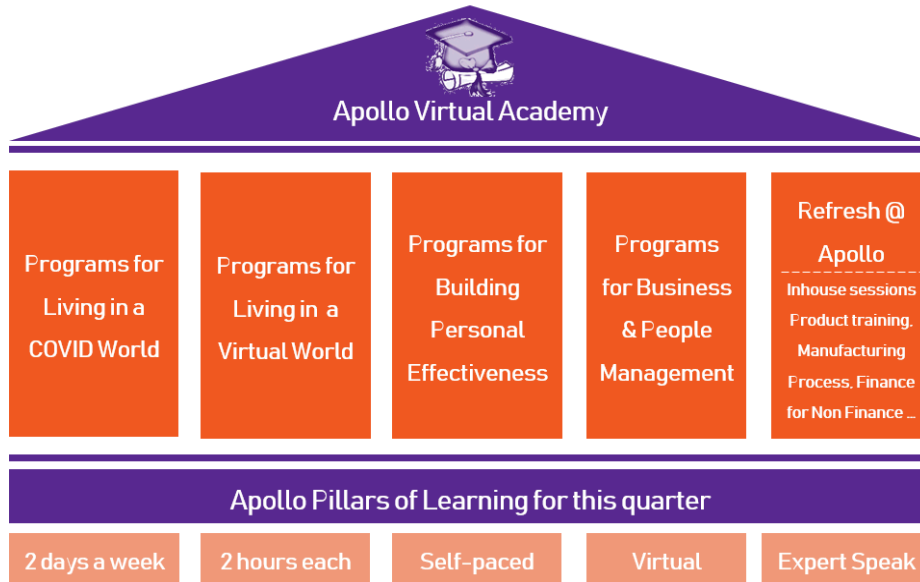 Apollo Virtual Academy
Programs for
Living in a
COVID World
Programs for
Living in a
Virtual World
Programs for
Building
Personal
Effectiveness
Programs
for Business
& People
Management
Refresh @
Apollo
Inhouse sessions
Product training,
Manufacturing
Process, Finance
for Non Finance ...
Apollo Pillars of Learning for this quarter
2 days a week
2 hours each
Self-paced
Virtual
Expert Speak